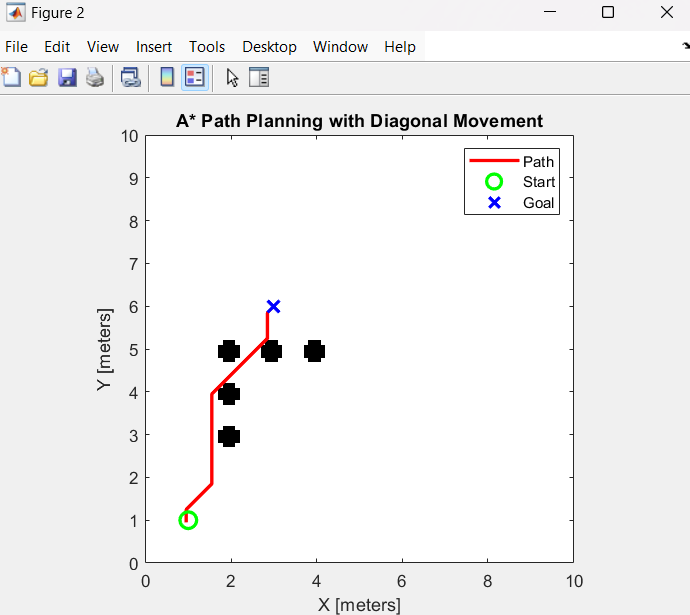 Figure 2
File Edit View Insert Tools Desktop Window Help
A* Path Planning with Diagonal Movement
10
9
8
7
6
5
4
3
2
1
0
Y [meters]
Path
Start
Goal
0 2 4 6 8 10
X [meters]